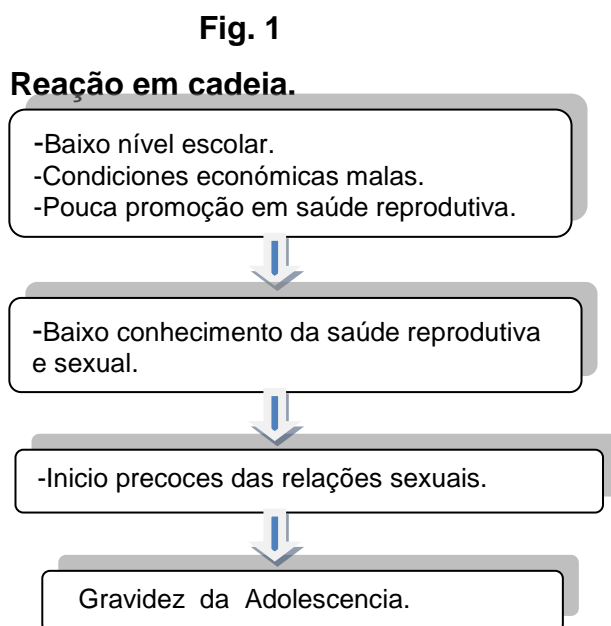 Fig. 1
Reação em cadeia.
-Baixo nível escolar.
-Condiciones económicas malas.
-Pouca promoção em saúde reprodutiva.
-Baixo conhecimento da saúde reprodutiva
e sexual.
-Inicio precoces das relações sexuais.
Gravidez da Adolescencia.